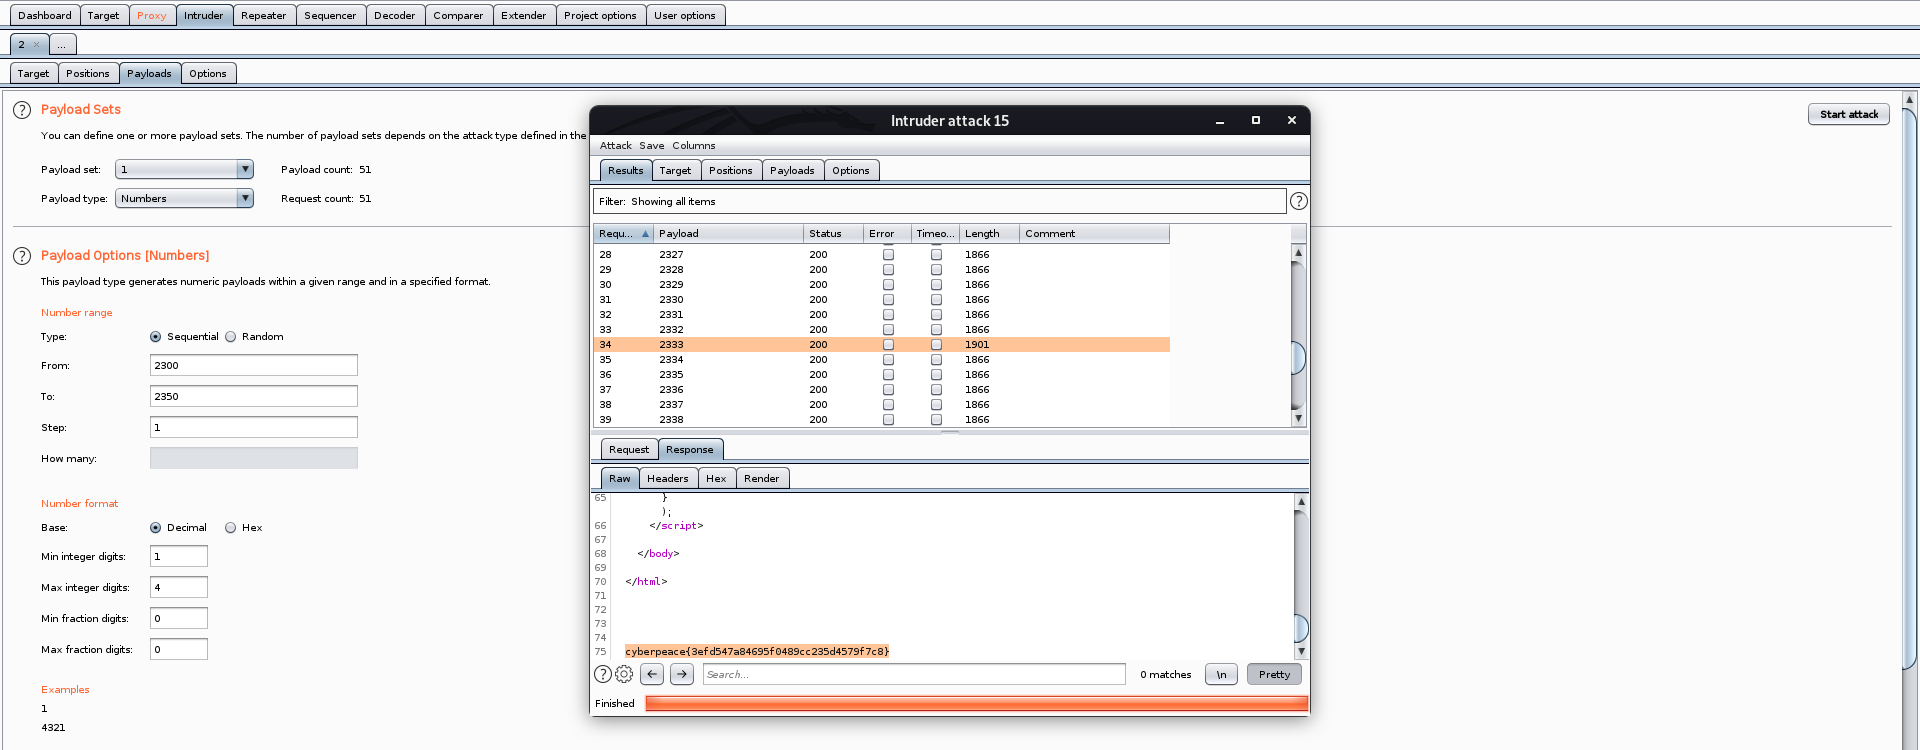 Dashboard Target Proxy Intruder Repeater Sequencer Decoder Comparer Extender Project options User options
2 × ...
Target Positions Payloads Options
? Payload Sets
Start attack
You can define one or more payload sets. The number of payload sets depends on the attack type defined in the
Payload set: 1 Payload count: 51
Payload type: Numbers Request count: 51
? Payload Options [Numbers]
This payload type generates numeric payloads within a given range and in a specified format.
Number range
Type: Sequential Random
From: 2300
To: 2350
Step: 1
How many:
Number format
Base: Decimal Hex
Min integer digits: 1
Max integer digits: 4
Min fraction digits: 0
Max fraction digits: 0
Examples
1
4321
Intruder attack 15
Attack Save Columns
Results Target Positions Payloads Options
Filter: Showing all items ?
Requ... Payload Status Error Timeo... Length Comment
28 2327 200 1866
29 2328 200 1866
30 2329 200 1866
31 2330 200 1866
32 2331 200 1866
33 2332 200 1866
34 2333 200 1901
35 2334 200 1866
36 2335 200 1866
37 2336 200 1866
38 2337 200 1866
39 2338 200 1866
Request Response
Raw Headers Hex Render
65 }
);
66 </script>
67
68 </body>
69
70 </html>
71
72
73
74
75 cyberpeace{3efd547a84695f0489cc235d4579f7c8}
? Search... 0 matches \n Pretty
Finished